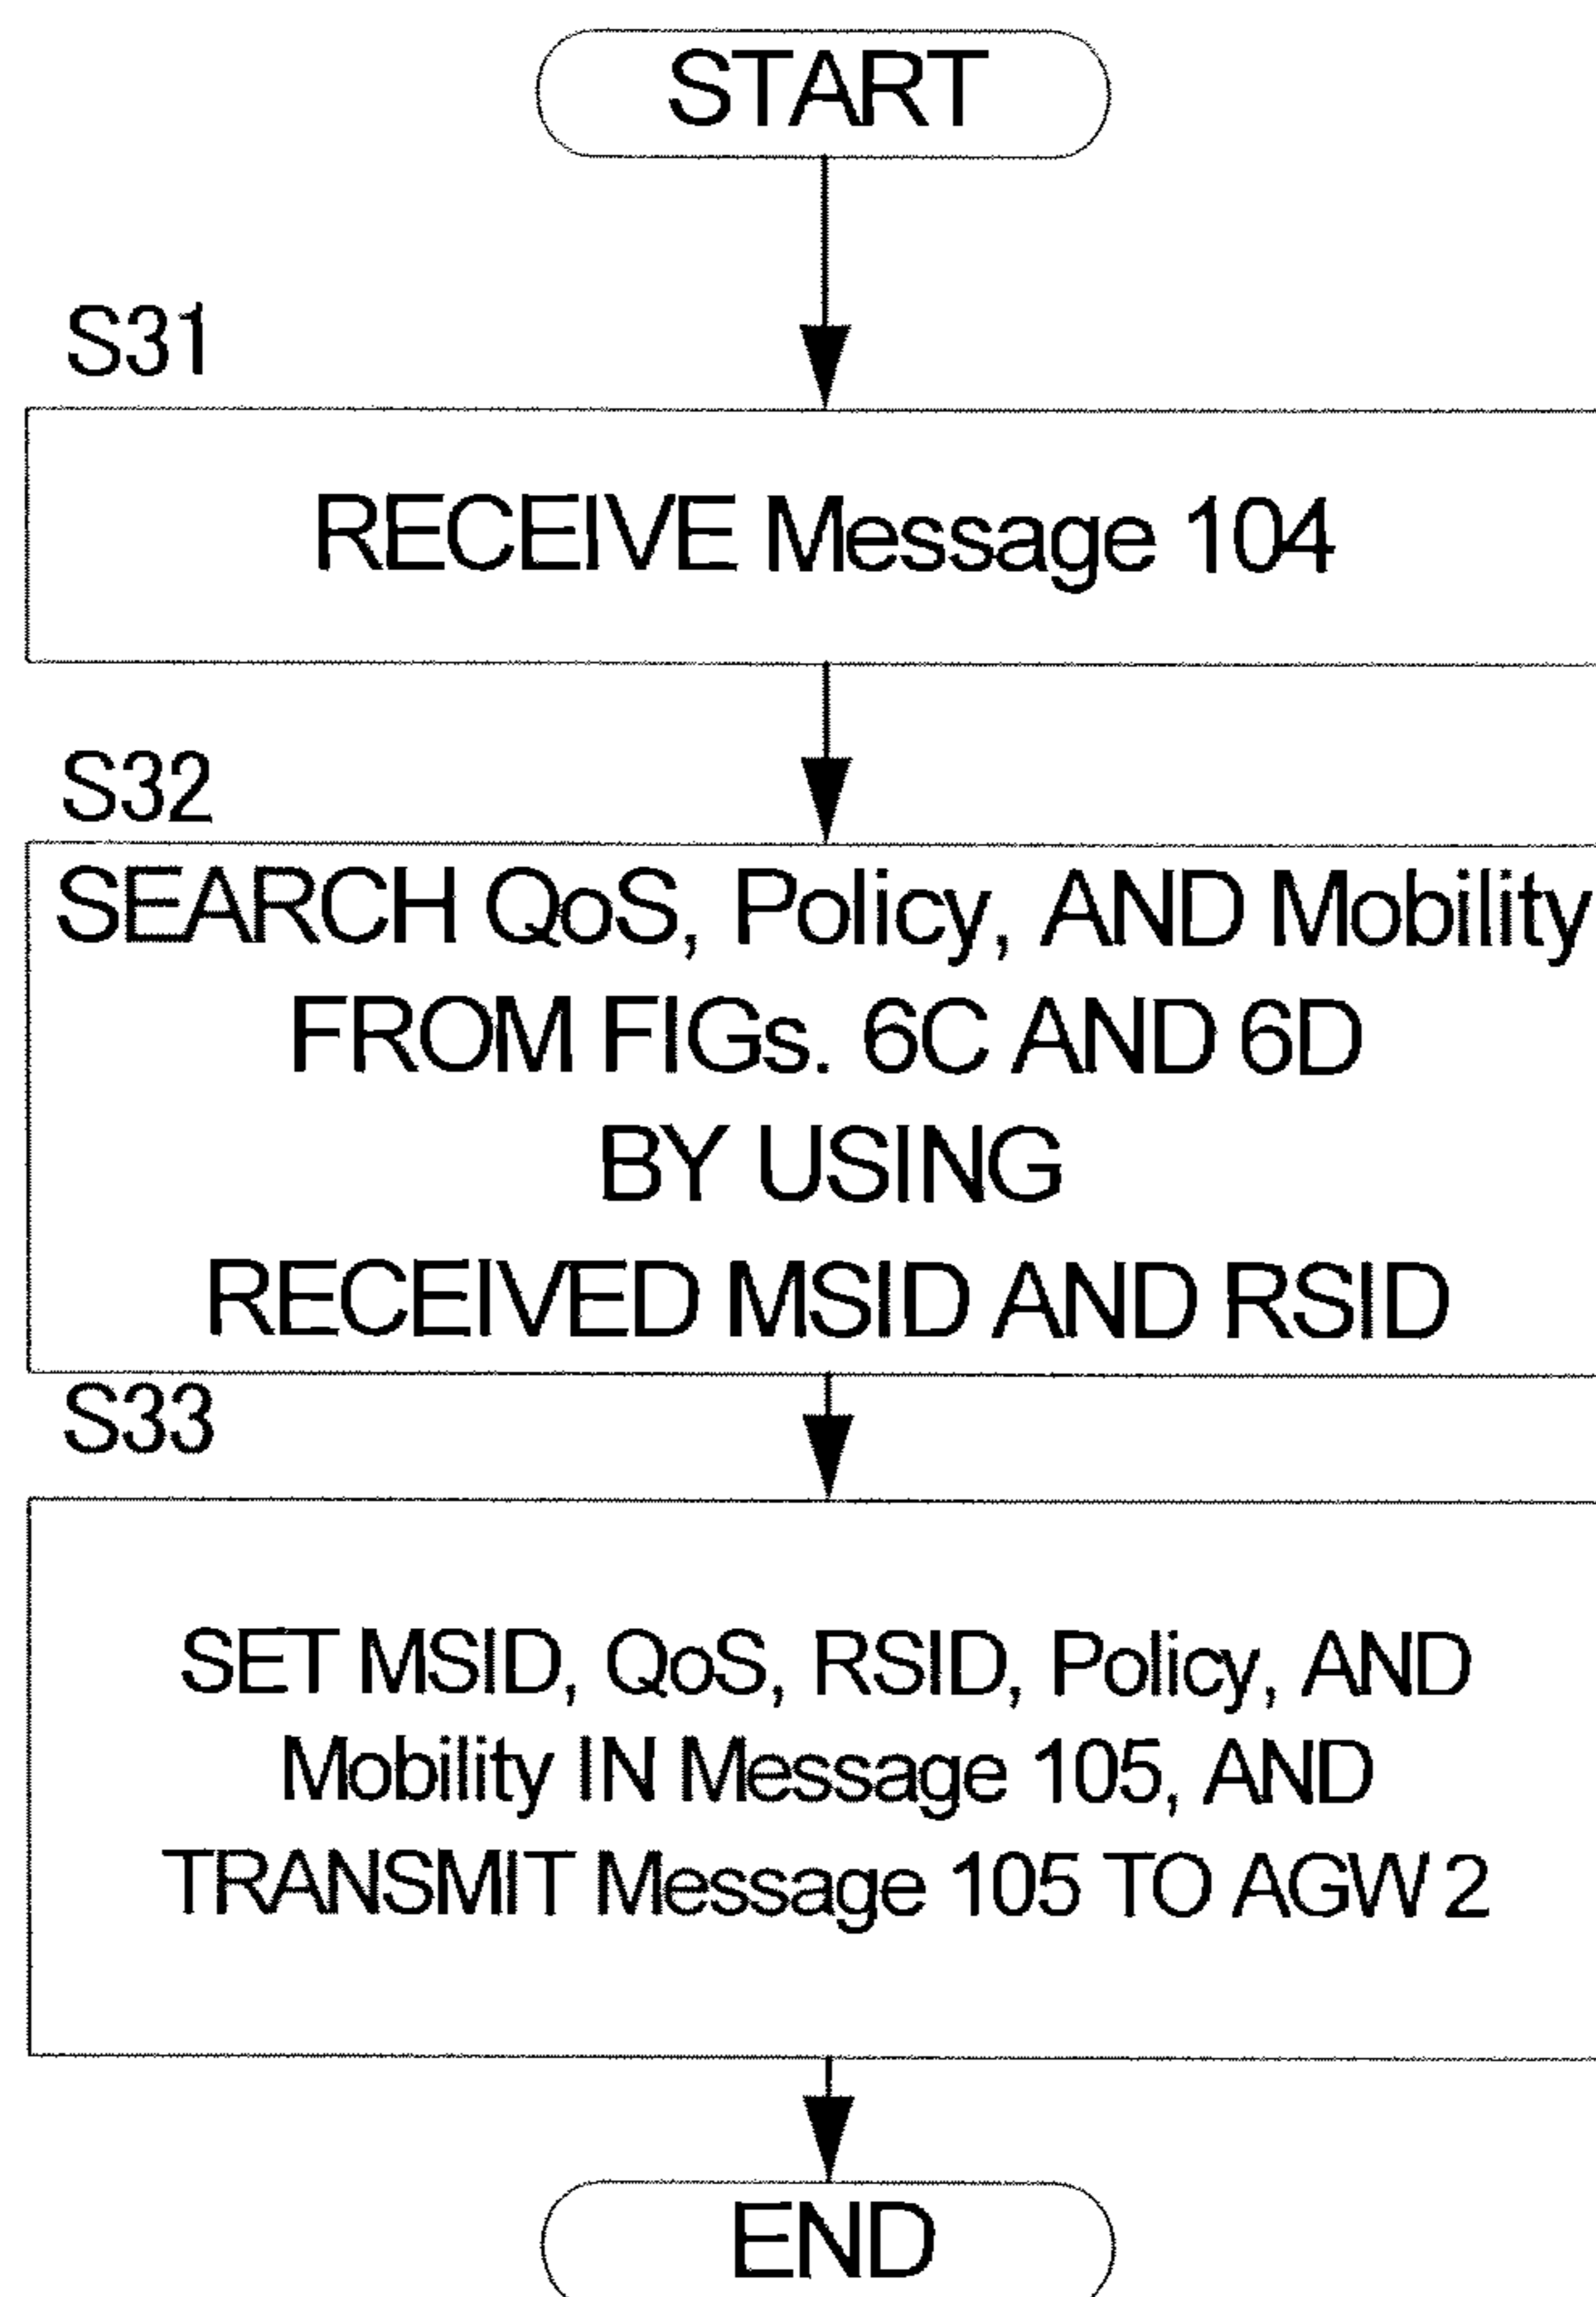 START
S31
RECEIVE Message 104
S32
SEARCH QoS, Policy, AND Mobility
FROM FIGs. 6C AND 6D
BY USING
RECEIVED MSID AND RSID
S33
SET MSID, QoS, RSID, Policy, AND
Mobility IN Message 105, AND
TRANSMIT Message 105 TO AGW 2
END